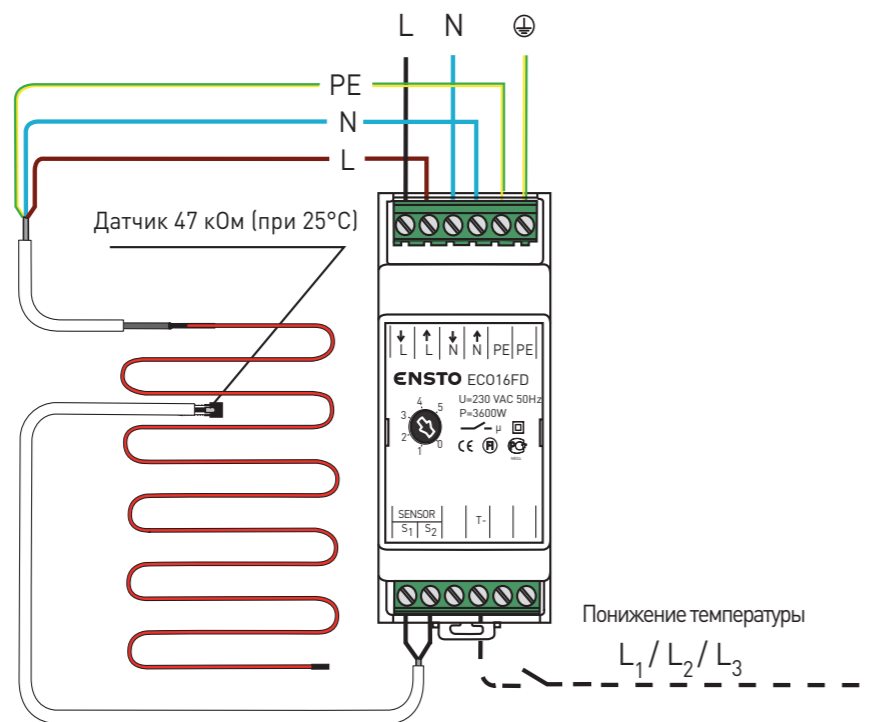 L N
PE
N
L
Датчик 47 кОм (при 25°C)
L L N N PE PE
ENSTO ECO16FD
U=230 VAC 50Hz
P=3600W
μ
0 1 2 3 4 5
CE FI
SENSOR
S1 S2 T-
Понижение температуры
L1 / L2 / L3